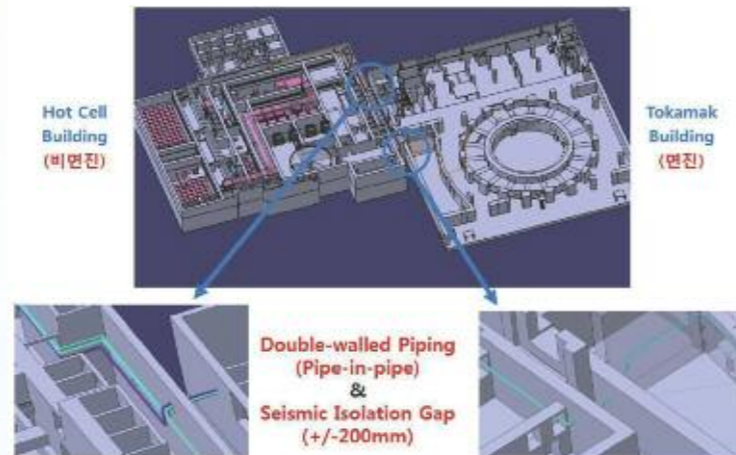 Hot Cell
Building
(비면진)
Tokamak
Building
(면진)
Double-walled Piping
(Pipe-in-pipe)
&
Seismic Isolation Gap
(+/-200mm)